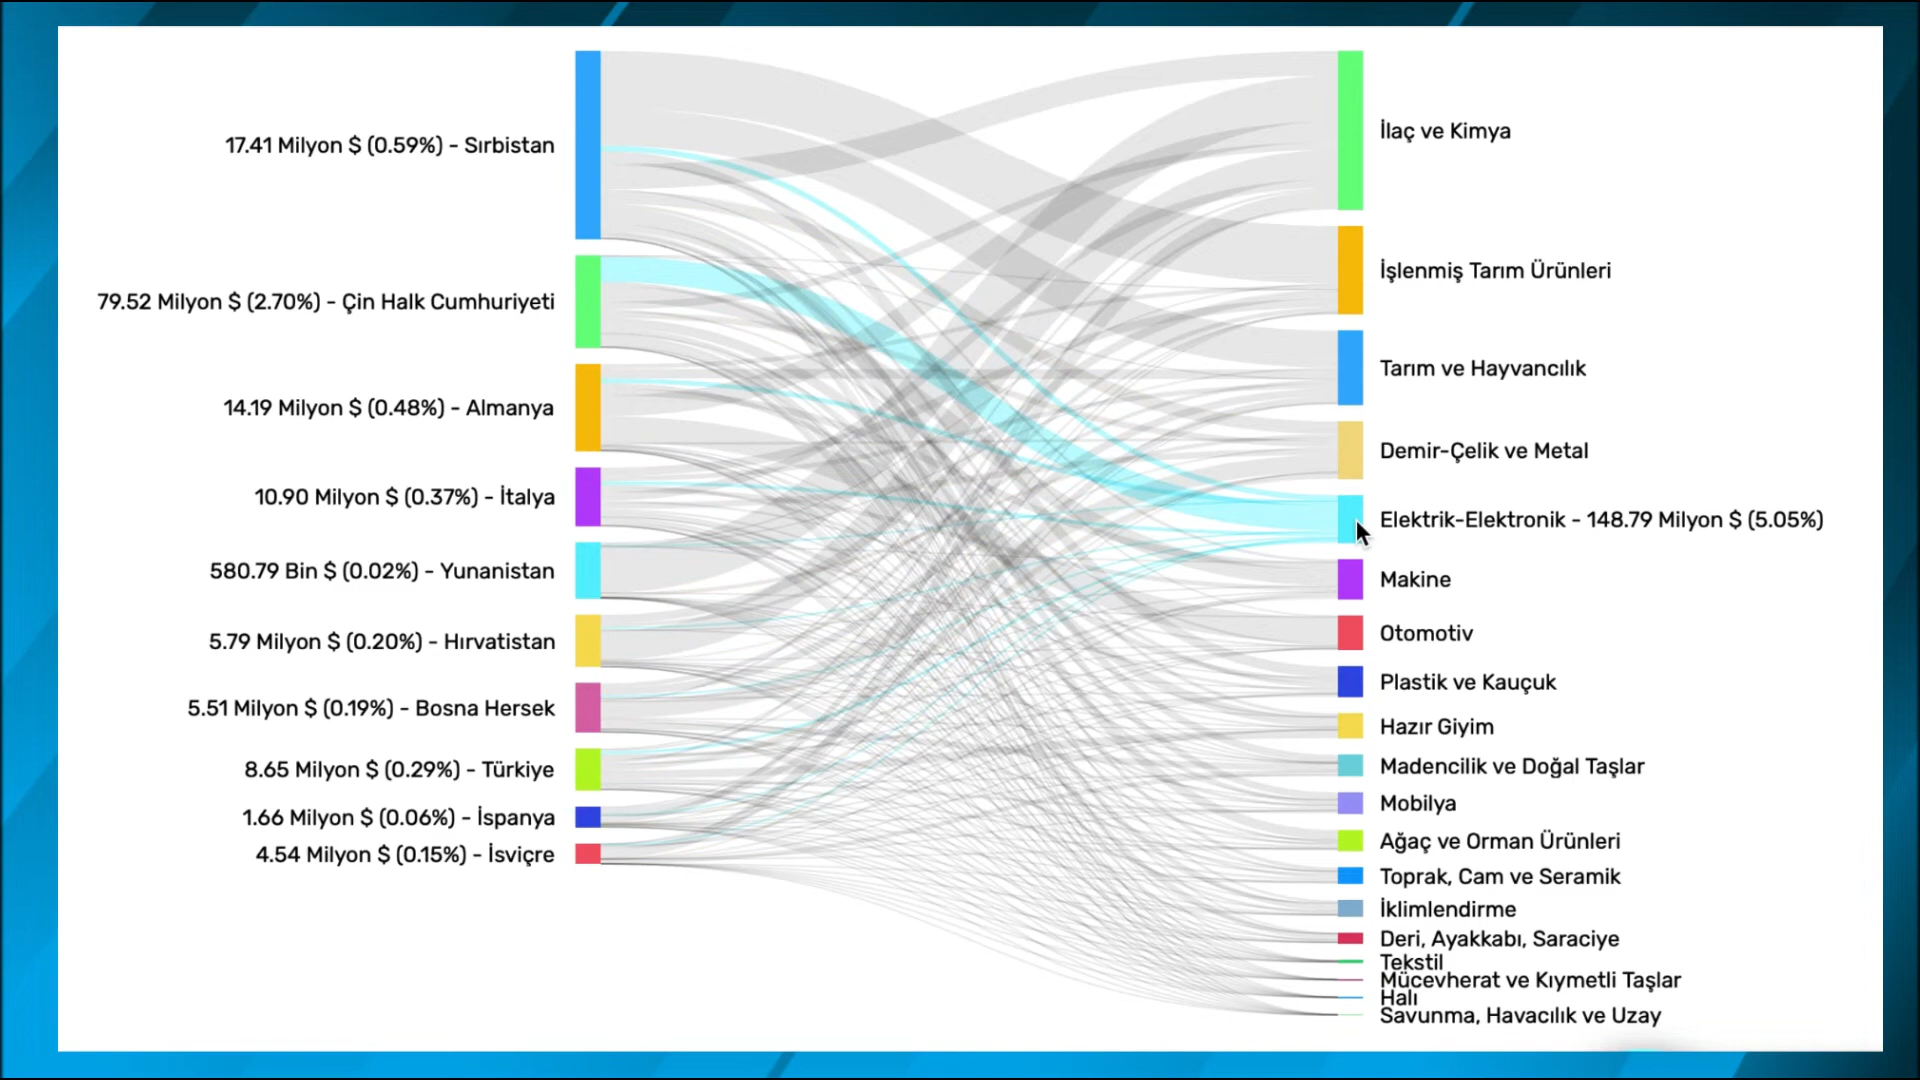 17.41 Milyon $ (0.59%) - Sırbistan
79.52 Milyon $ (2.70%) - Çin Halk Cumhuriyeti
14.19 Milyon $ (0.48%) - Almanya
10.90 Milyon $ (0.37%) - İtalya
580.79 Bin $ (0.02%) - Yunanistan
5.79 Milyon $ (0.20%) - Hırvatistan
5.51 Milyon $ (0.19%) - Bosna Hersek
8.65 Milyon $ (0.29%) - Türkiye
1.66 Milyon $ (0.06%) - İspanya
4.54 Milyon $ (0.15%) - İsviçre
İlaç ve Kimya
İşlenmiş Tarım Ürünleri
Tarım ve Hayvancılık
Demir-Çelik ve Metal
Elektrik-Elektronik - 148.79 Milyon $ (5.05%)
Makine
Otomotiv
Plastik ve Kauçuk
Hazır Giyim
Madencilik ve Doğal Taşlar
Mobilya
Ağaç ve Orman Ürünleri
Toprak, Cam ve Seramik
İklimlendirme
Deri, Ayakkabı, Saraciye
Tekstil
Mücevherat ve Kıymetli Taşlar
Halı
Savunma, Havacılık ve Uzay